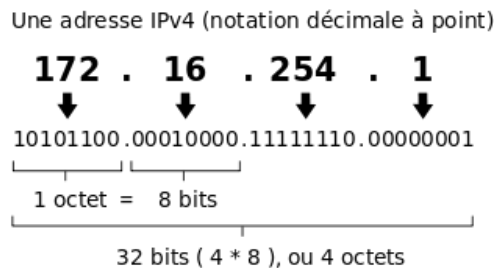 Une adresse IPv4 (notation décimale à point)
172 . 16 . 254 . 1
10101100.00010000.11111110.00000001
1 octet = 8 bits
32 bits ( 4 * 8 ), ou 4 octets